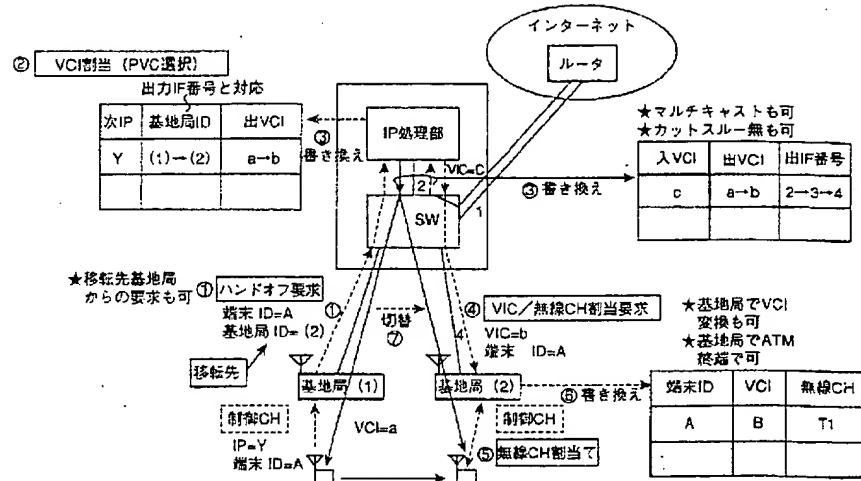 インターネット
ルータ
② VCI割当（PVC選択）
出力IF番号と対応
次IP 基地局ID 出VCI
Y (1)→(2) a→b
③
書き換え
IP処理部
VIC=C
2
SW
1
★マルチキャストも可
★カットスルー無も可
入VCI 出VCI 出IF番号
c a→b 2→3→4
③書き換え
★移転先基地局
からの要求も可
① ハンドオフ要求
端末 ID=A
基地局 ID=(2)
移転先
①
切替
⑦
4
④ VIC／無線CH割当要求
VIC=b
端末 ID=A
★基地局でVCI
変換も可
★基地局でATM
終端で可
基地局 (1)
基地局 (2)
⑥書き換え
端末ID VCI 無線CH
A B T1
制御CH
IP=Y
端末 ID=A
VCI=a
制御CH
⑤ 無線CH割当て